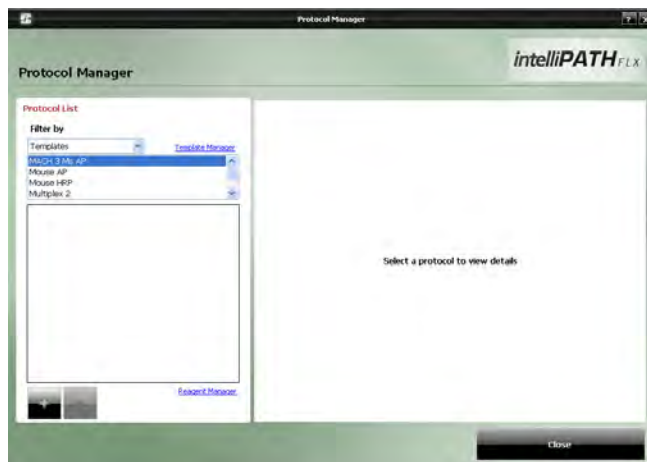 Protocol Manager
? X
intelliPATH FLX
Protocol Manager
Protocol List
Filter by
Templates
Template Manager
MACH 3 Ms AP
Mouse AP
Mouse HRP
Multiplex 2
Select a protocol to view details
+
Reagent Manager
Close